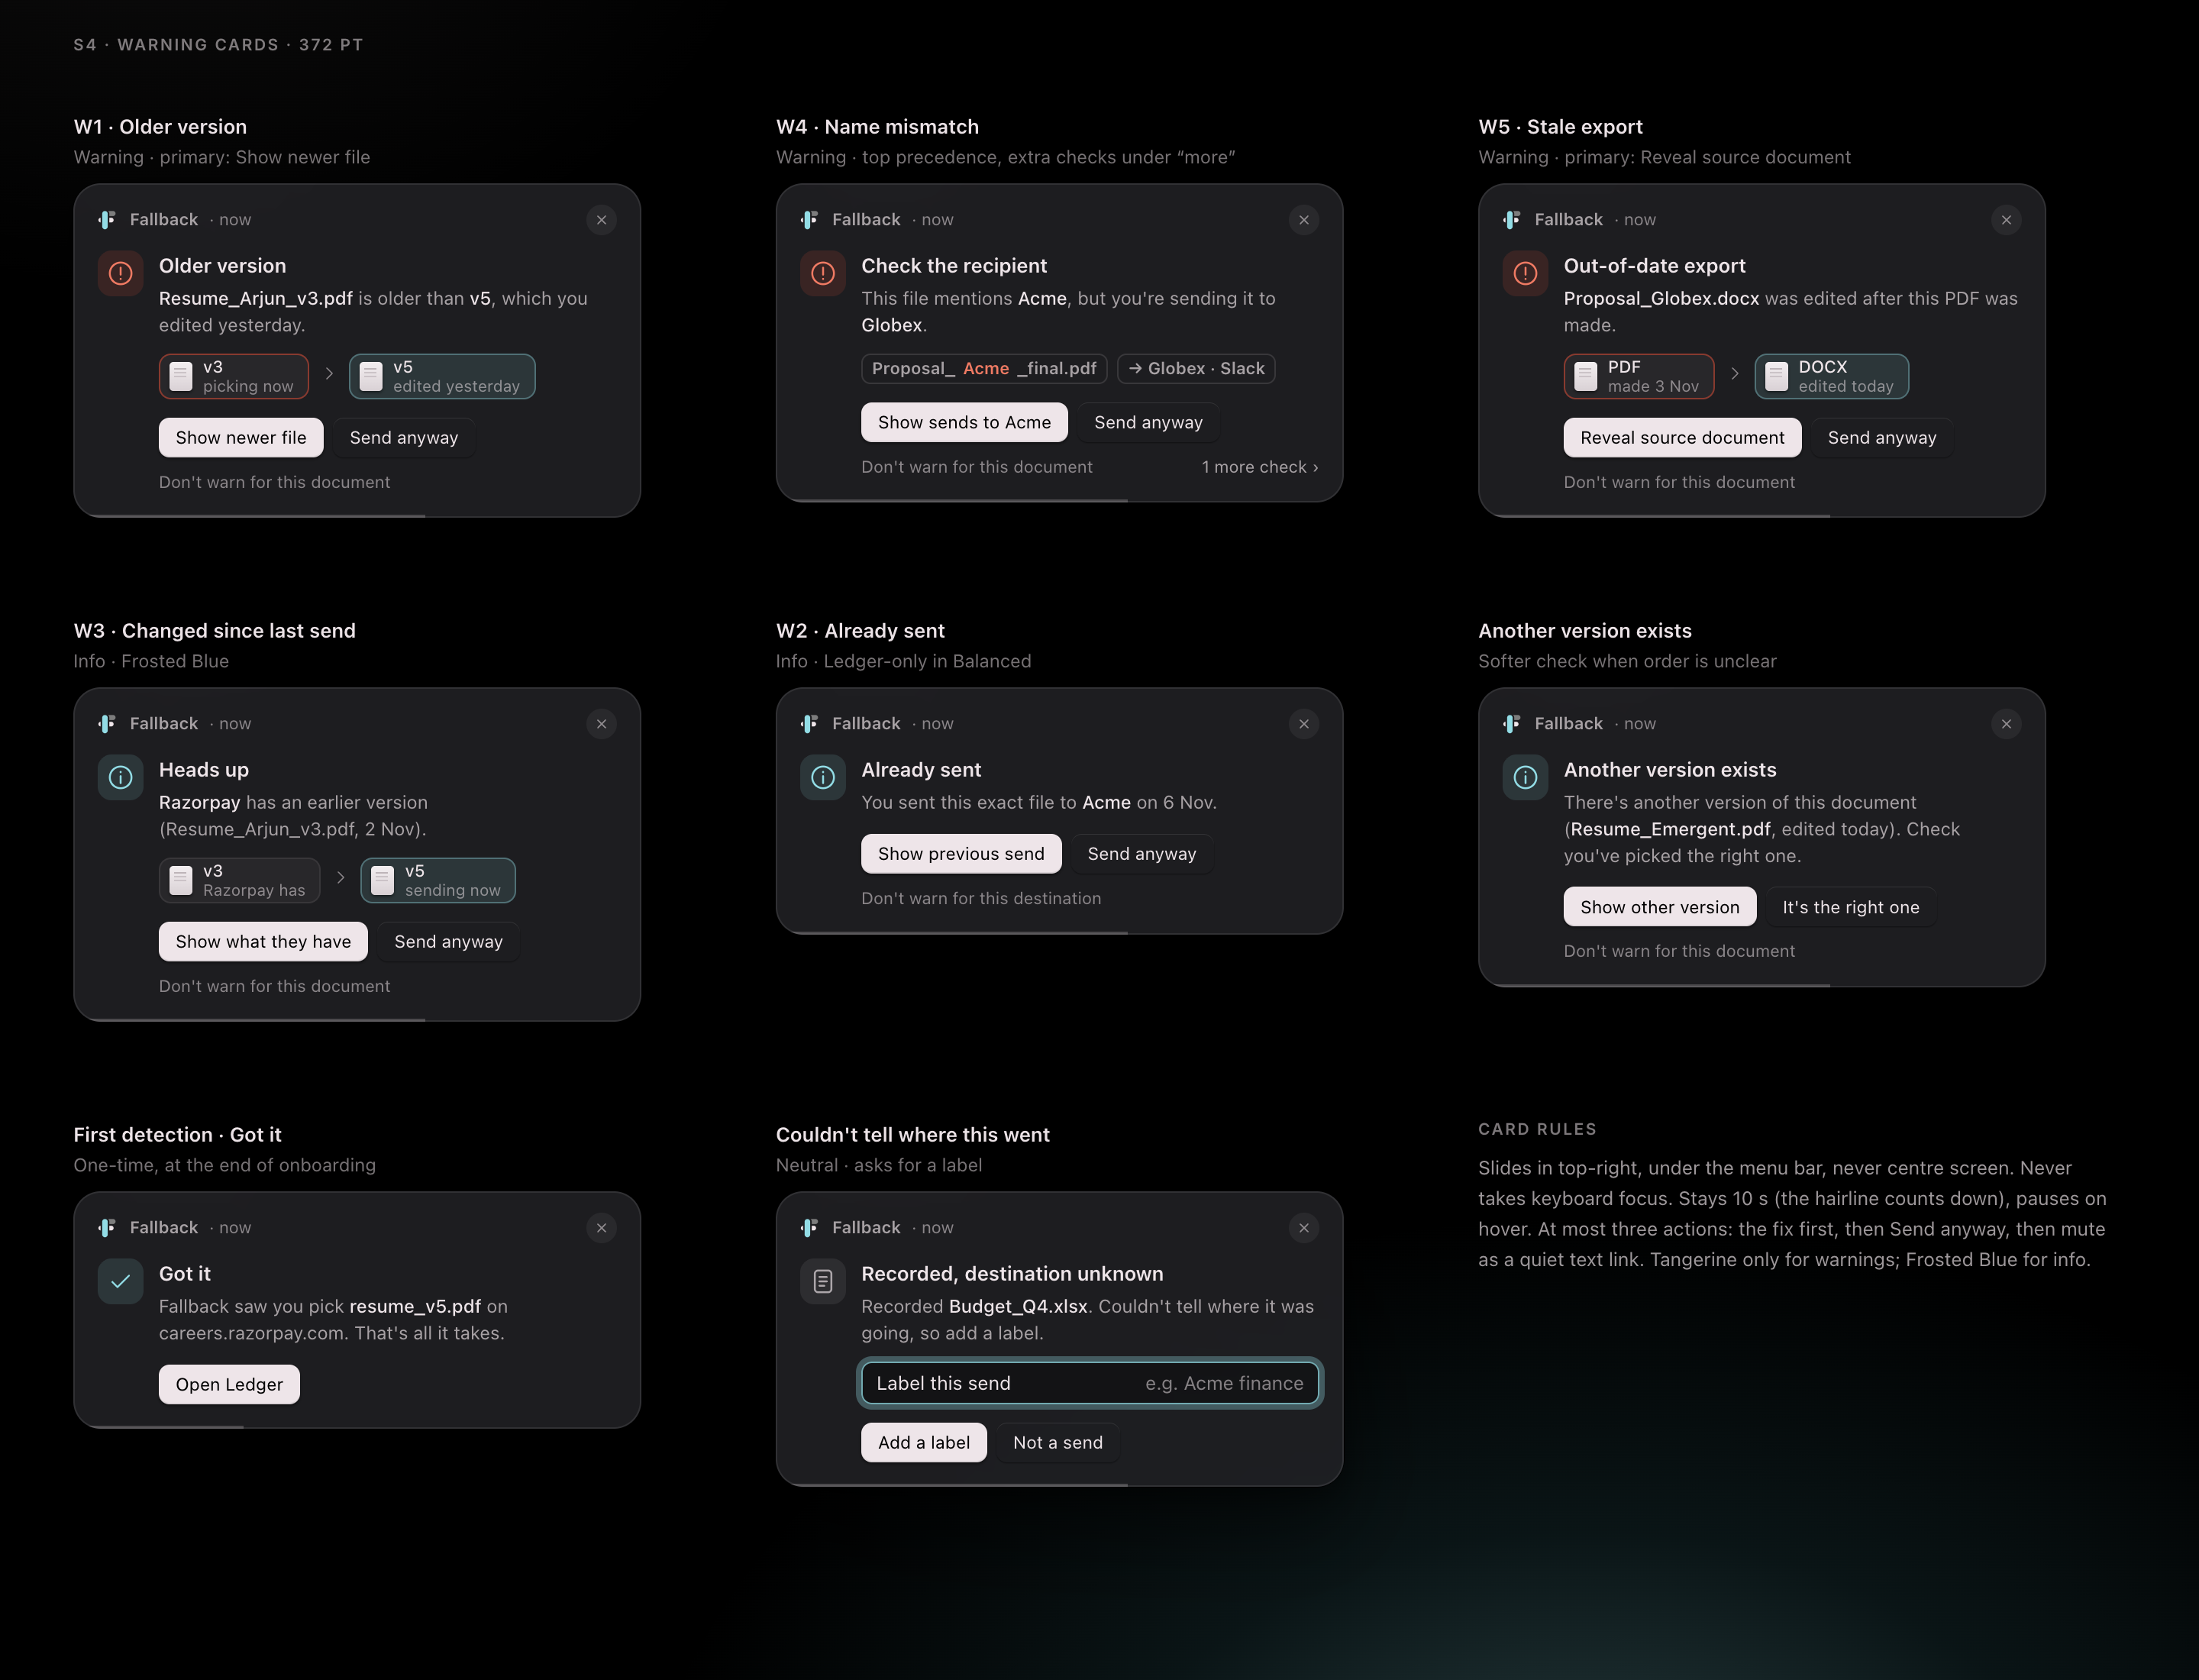 S4 · WARNING CARDS · 372 PT
W1 · Older version
Warning · primary: Show newer file
Fallback · now
Older version
Resume_Arjun_v3.pdf is older than v5, which you
edited yesterday.
v3
picking now
v5
edited yesterday
Show newer file
Send anyway
Don't warn for this document
W4 · Name mismatch
Warning · top precedence, extra checks under “more”
Fallback · now
Check the recipient
This file mentions Acme, but you're sending it to
Globex.
Proposal_ Acme _final.pdf
→ Globex · Slack
Show sends to Acme
Send anyway
Don't warn for this document
1 more check ›
W5 · Stale export
Warning · primary: Reveal source document
Fallback · now
Out-of-date export
Proposal_Globex.docx was edited after this PDF was
made.
PDF
made 3 Nov
DOCX
edited today
Reveal source document
Send anyway
Don't warn for this document
W3 · Changed since last send
Info · Frosted Blue
Fallback · now
Heads up
Razorpay has an earlier version
(Resume_Arjun_v3.pdf, 2 Nov).
v3
Razorpay has
v5
sending now
Show what they have
Send anyway
Don't warn for this document
W2 · Already sent
Info · Ledger-only in Balanced
Fallback · now
Already sent
You sent this exact file to Acme on 6 Nov.
Show previous send
Send anyway
Don't warn for this destination
Another version exists
Softer check when order is unclear
Fallback · now
Another version exists
There's another version of this document
(Resume_Emergent.pdf, edited today). Check
you've picked the right one.
Show other version
It's the right one
Don't warn for this document
First detection · Got it
One-time, at the end of onboarding
Fallback · now
Got it
Fallback saw you pick resume_v5.pdf on
careers.razorpay.com. That's all it takes.
Open Ledger
Couldn't tell where this went
Neutral · asks for a label
Fallback · now
Recorded, destination unknown
Recorded Budget_Q4.xlsx. Couldn't tell where it was
going, so add a label.
Label this send
e.g. Acme finance
Add a label
Not a send
CARD RULES
Slides in top-right, under the menu bar, never centre screen. Never
takes keyboard focus. Stays 10 s (the hairline counts down), pauses on
hover. At most three actions: the fix first, then Send anyway, then mute
as a quiet text link. Tangerine only for warnings; Frosted Blue for info.